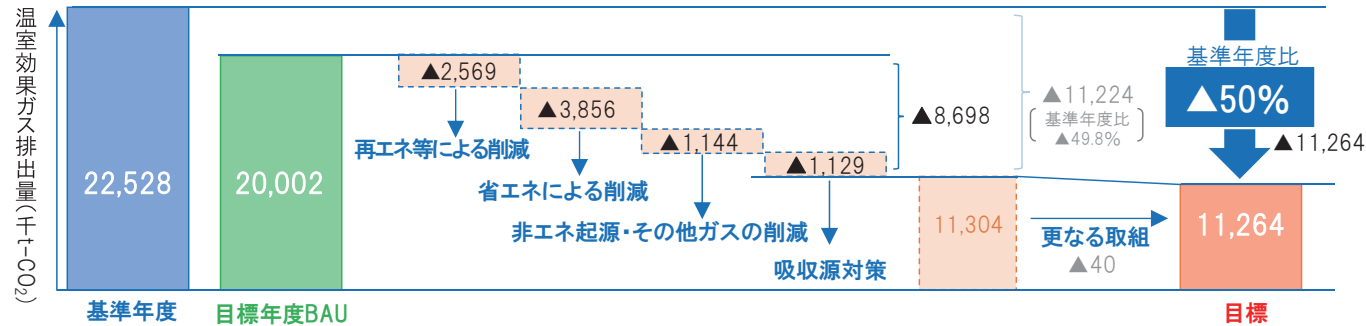 温室効果ガス排出量(千t-CO2)
22,528
基準年度
20,002
目標年度BAU
▲2,569
再エネ等による削減
▲3,856
省エネによる削減
▲1,144
非エネ起源・その他ガスの削減
▲1,129
吸収源対策
▲8,698
▲11,224
基準年度比
▲49.8%
11,304
更なる取組
▲40
基準年度比
▲50%
▲11,264
11,264
目標